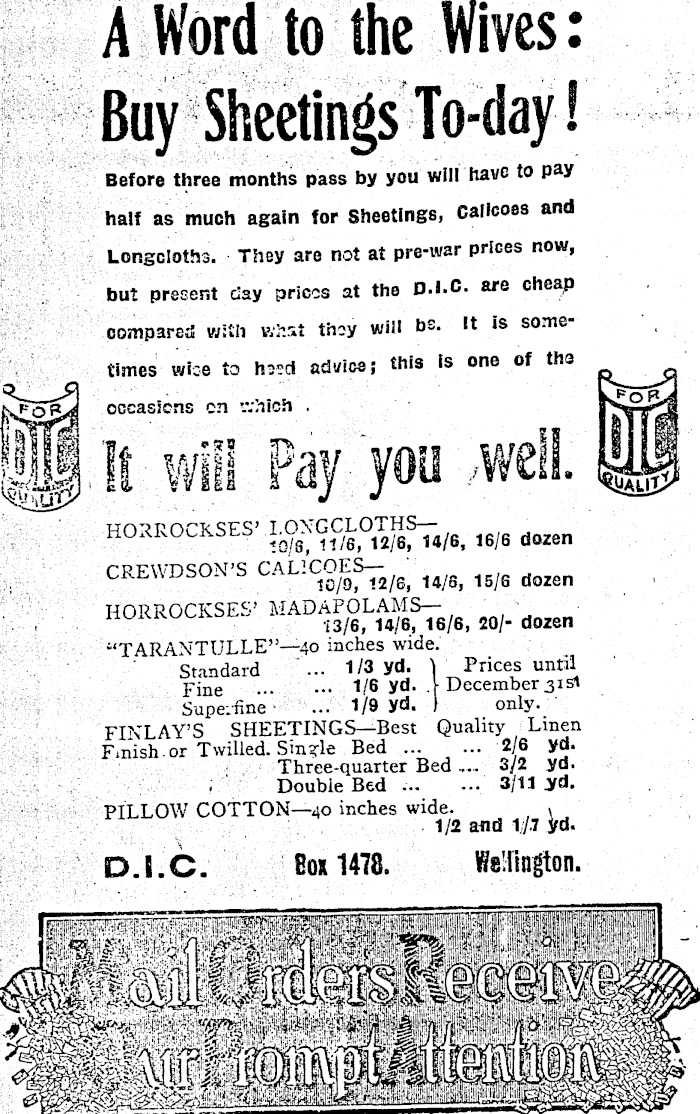 A Word to the Wives:
Buy Sheetings To-day!
Before three months pass by you will have to pay
half as much again for Sheetings, Calicoes and
Longcloths. They are not at pre-war prices now,
but present day prices at the D.I.C. are cheap
compared with what they will be. It is some-
times wise to heed advice; this is one of the
occasions on which
FOR
DIC
QUALITY
It will Pay you well.
FOR
DIC
QUALITY
HORROCKSES' LONGCLOTHS—
10/6, 11/6, 12/6, 14/6, 16/6 dozen
CREWDSON'S CALICOES—
10/9, 12/6, 14/6, 15/6 dozen
HORROCKSES' MADAPOLAMS—
13/6, 14/6, 16/6, 20/- dozen
"TARANTULLE"—40 inches wide.
Standard ... 1/3 yd. } Prices until
Fine ... ... 1/6 yd. } December 31st
Superfine ... 1/9 yd. } only.
FINLAY'S SHEETINGS—Best Quality Linen
Finish or Twilled. Single Bed ... ... 2/6 yd.
Three-quarter Bed ... 3/2 yd.
Double Bed ... ... 3/11 yd.
PILLOW COTTON—40 inches wide.
1/2 and 1/7 yd.
D.I.C. Box 1478. Wellington.
Mail Orders Receive
Our Prompt Attention